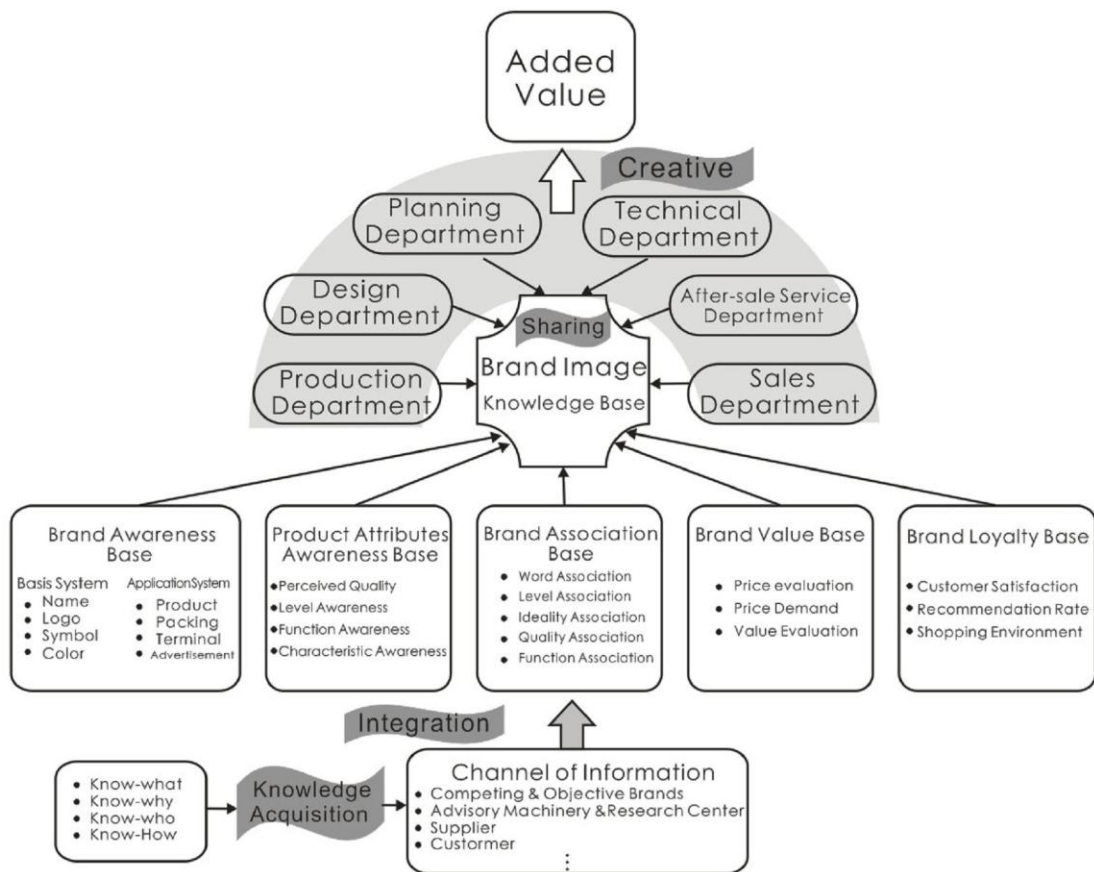 Added
Value
Creative
Planning
Department
Technical
Department
Design
Department
After-sale Service
Department
Sharing
Brand Image
Knowledge Base
Production
Department
Sales
Department
Brand Awareness
Base
Basis System
• Name
• Logo
• Symbol
• Color
ApplicationSystem
• Product
• Packing
• Terminal
• Advertisement
Product Attributes
Awareness Base
•Perceived Quality
•Level Awareness
•Function Awareness
•Characteristic Awareness
Brand Association
Base
• Word Association
• Level Association
• Ideality Association
• Quality Association
• Function Association
Brand Value Base
• Price evaluation
• Price Demand
• Value Evaluation
Brand Loyalty Base
•Customer Satisfaction
•Recommendation Rate
•Shopping Environment
Integration
• Know-what
• Know-why
• Know-who
• Know-How
Knowledge
Acquisition
Channel of Information
• Competing & Objective Brands
• Advisory Machinery &Research Center
• Supplier
• Custormer
⋮